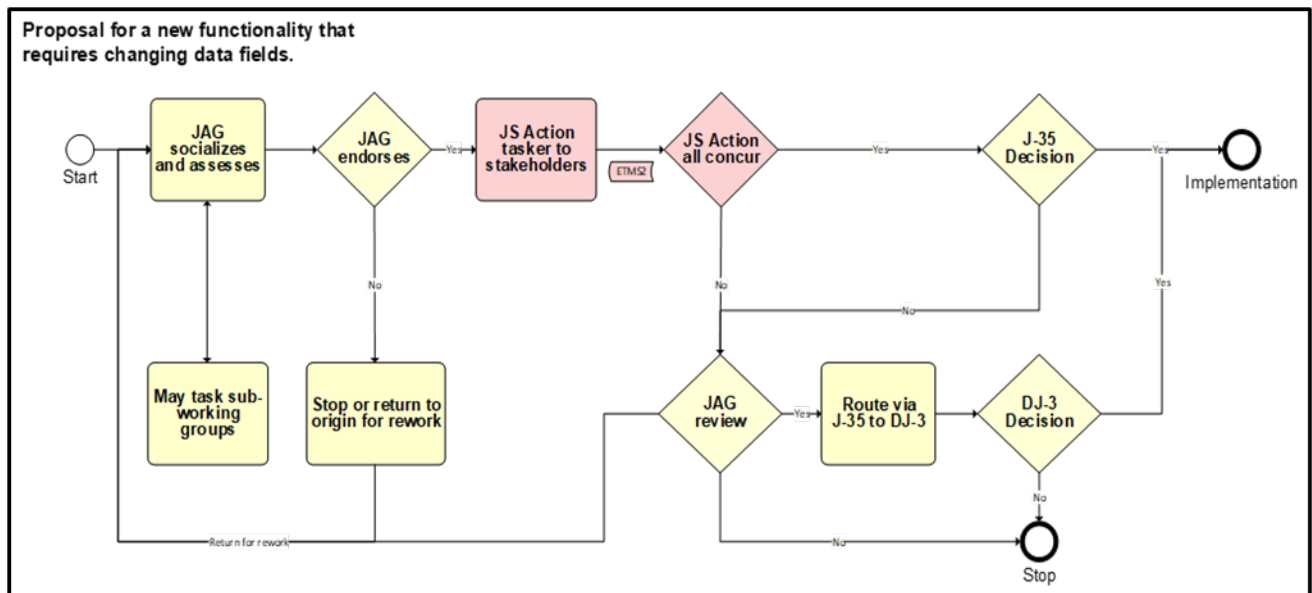 Proposal for a new functionality that
requires changing data fields.
Start
JAG
socializes
and assesses
JAG
endorses
Yes
JS Action
tasker to
stakeholders
ETMS2
JS Action
all concur
Yes
J-35
Decision
Yes
Implementation
No
No
No
Yes
May task sub-
working
groups
Stop or return to
origin for rework
JAG
review
Yes
Route via
J-35 to DJ-3
DJ-3
Decision
No
Return for rework
No
Stop